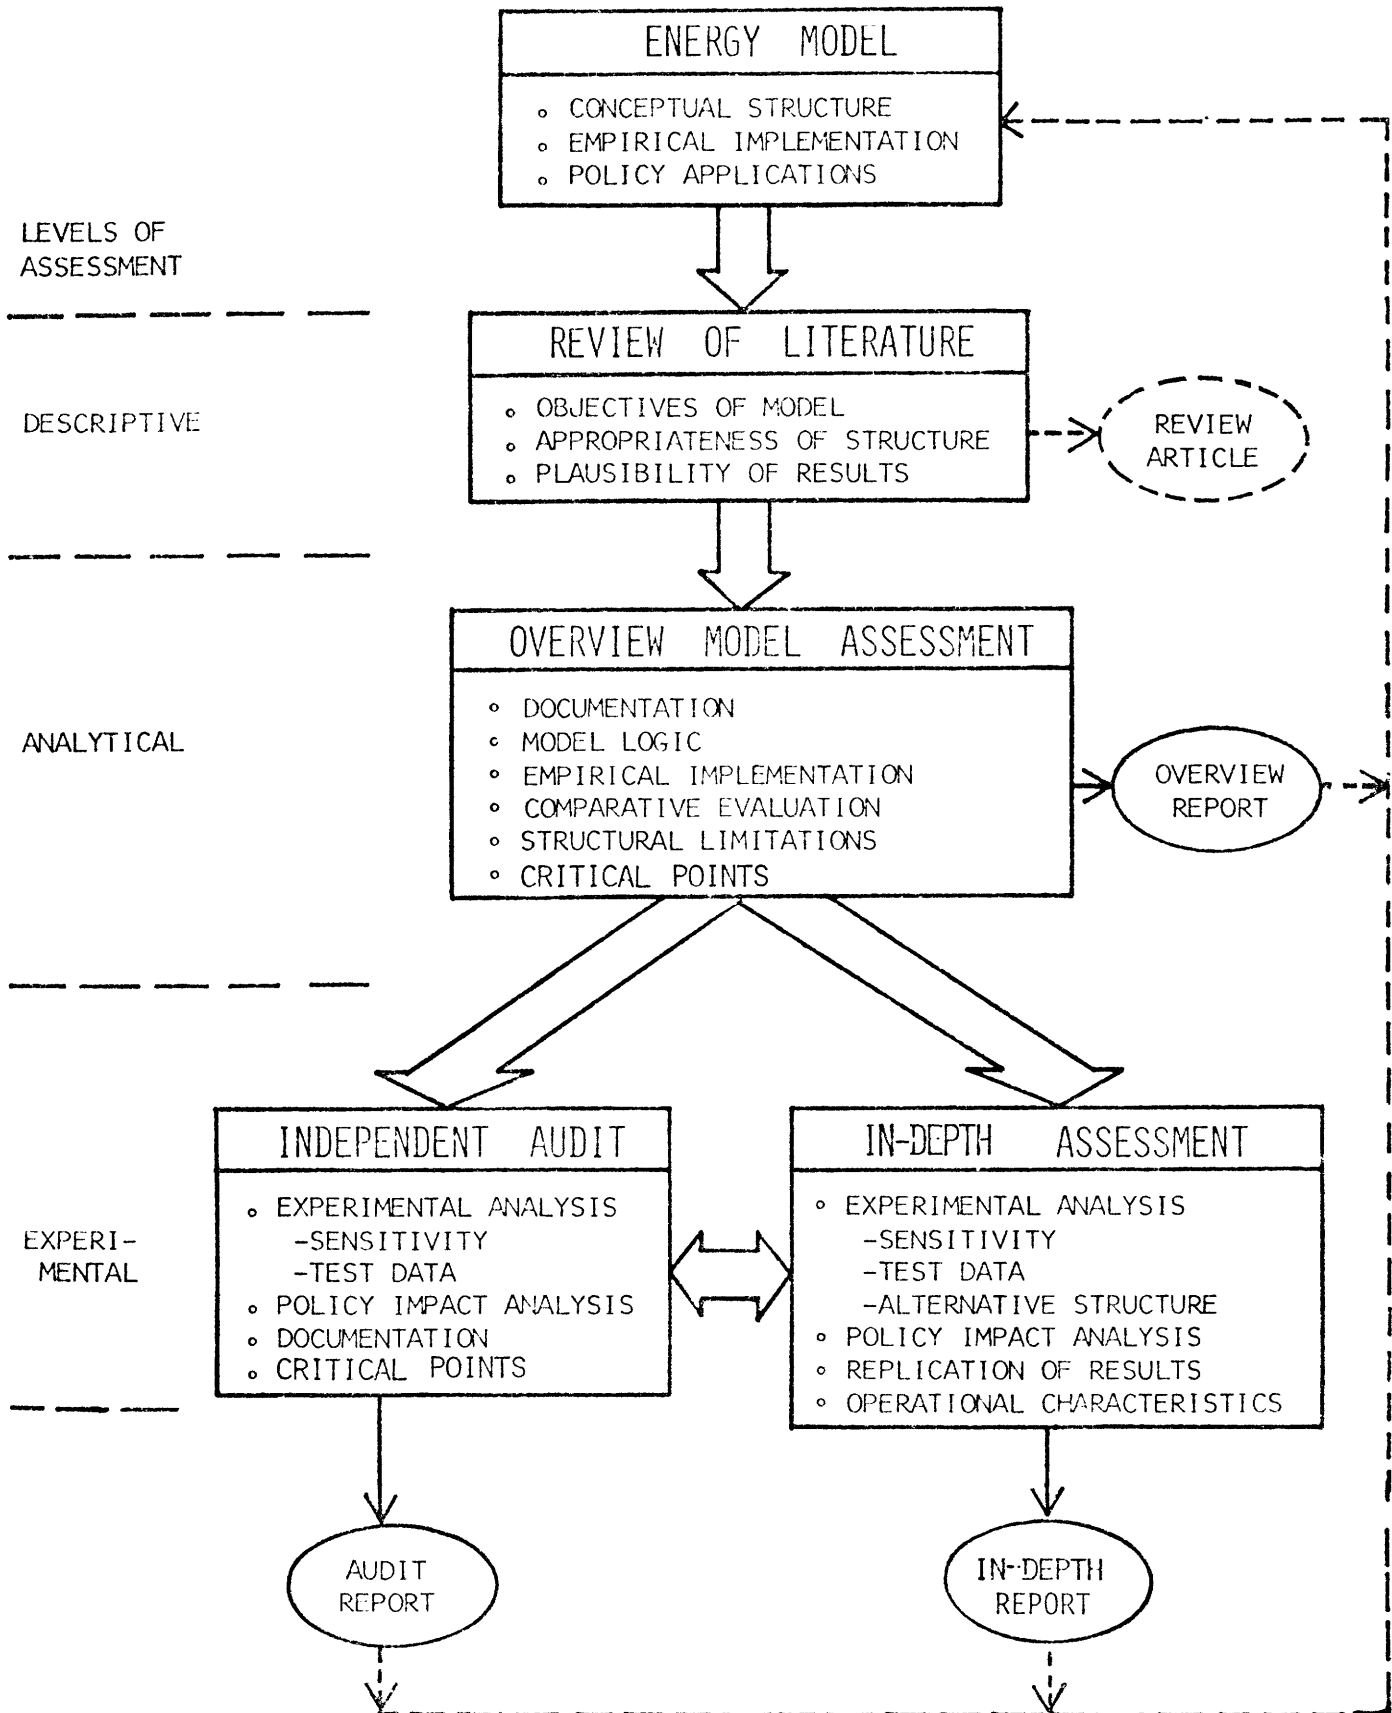 ENERGY MODEL
° CONCEPTUAL STRUCTURE
° EMPIRICAL IMPLEMENTATION
° POLICY APPLICATIONS
LEVELS OF
ASSESSMENT
REVIEW OF LITERATURE
° OBJECTIVES OF MODEL
° APPROPRIATENESS OF STRUCTURE
° PLAUSIBILITY OF RESULTS
DESCRIPTIVE
REVIEW
ARTICLE
OVERVIEW MODEL ASSESSMENT
° DOCUMENTATION
° MODEL LOGIC
° EMPIRICAL IMPLEMENTATION
° COMPARATIVE EVALUATION
° STRUCTURAL LIMITATIONS
° CRITICAL POINTS
ANALYTICAL
OVERVIEW
REPORT
INDEPENDENT AUDIT
° EXPERIMENTAL ANALYSIS
-SENSITIVITY
-TEST DATA
° POLICY IMPACT ANALYSIS
° DOCUMENTATION
° CRITICAL POINTS
EXPERI-
MENTAL
IN-DEPTH ASSESSMENT
° EXPERIMENTAL ANALYSIS
-SENSITIVITY
-TEST DATA
-ALTERNATIVE STRUCTURE
° POLICY IMPACT ANALYSIS
° REPLICATION OF RESULTS
° OPERATIONAL CHARACTERISTICS
AUDIT
REPORT
IN-DEPTH
REPORT